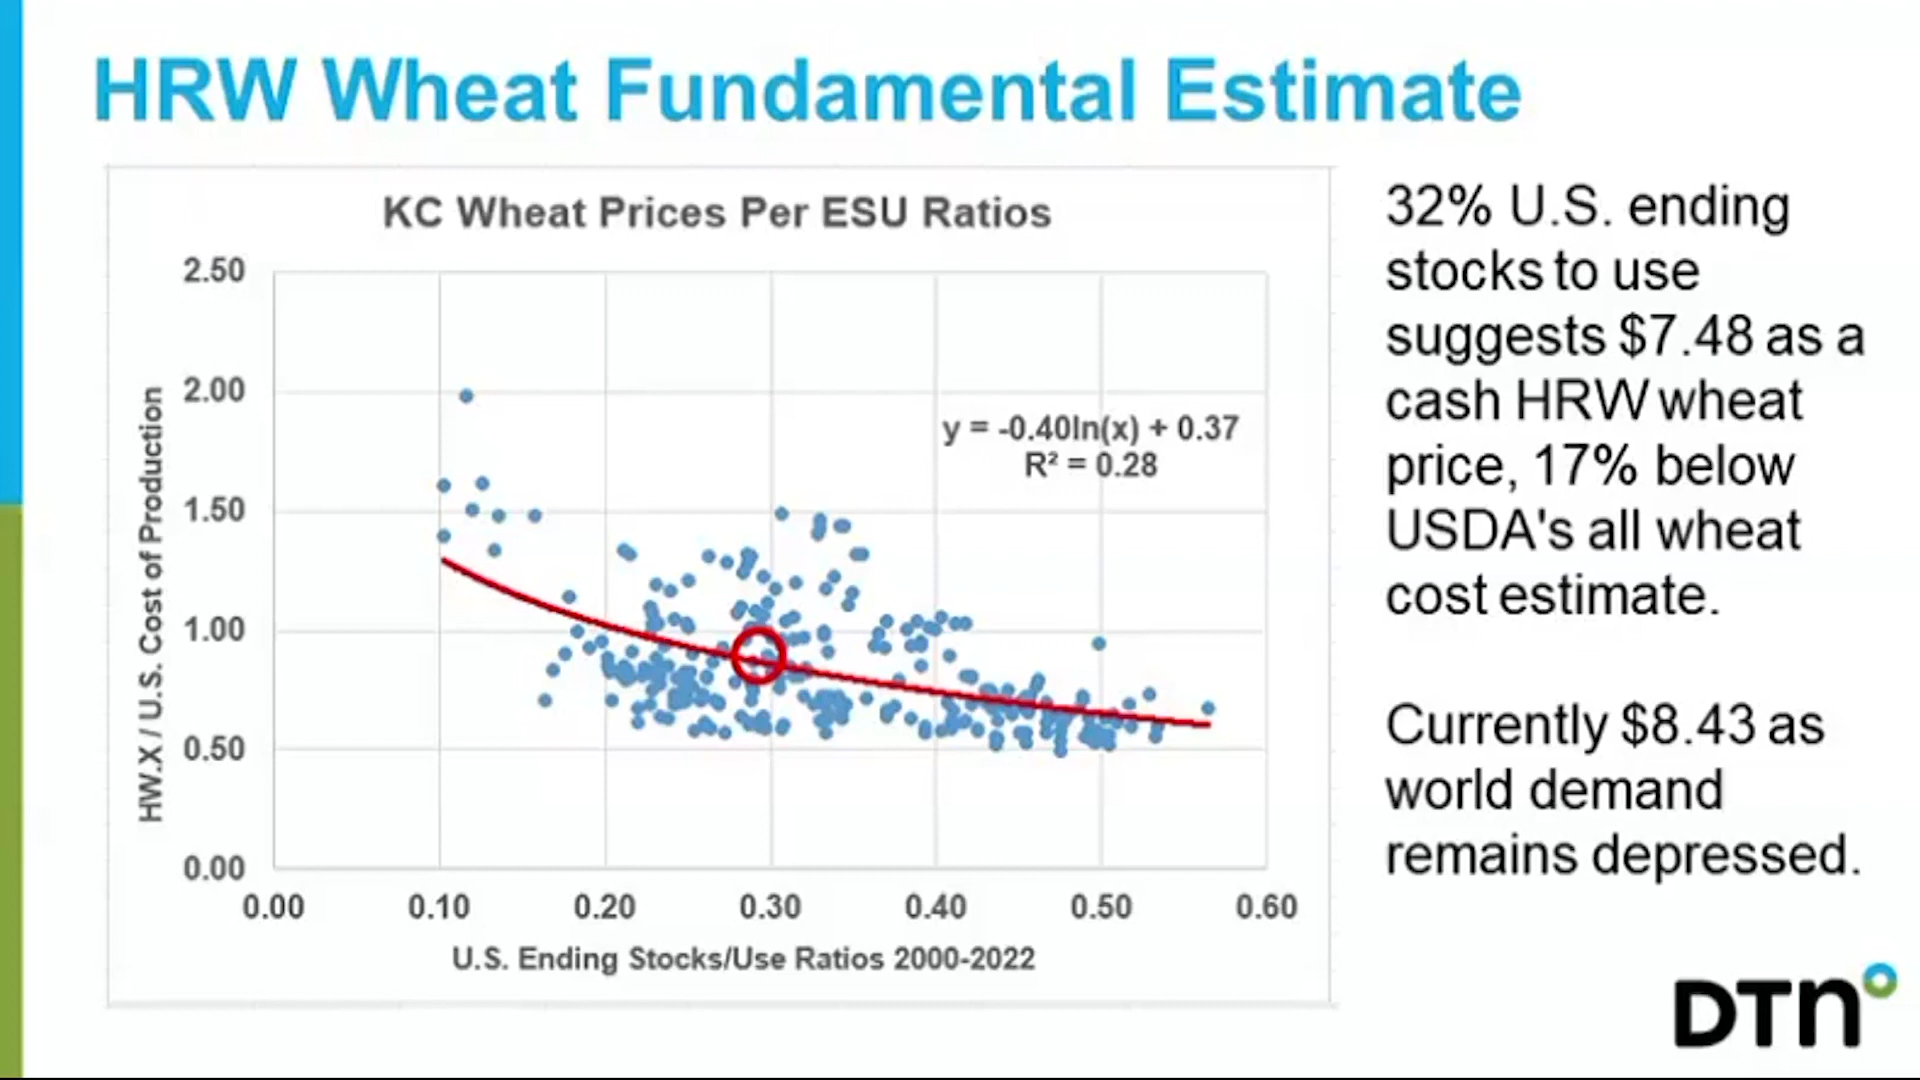 HRW Wheat Fundamental Estimate
KC Wheat Prices Per ESU Ratios
2.50
2.00
1.50
1.00
0.50
0.00
HW.X / U.S. Cost of Production
y = -0.40ln(x) + 0.37
R² = 0.28
0.00 0.10 0.20 0.30 0.40 0.50 0.60
U.S. Ending Stocks/Use Ratios 2000-2022
32% U.S. ending
stocks to use
suggests $7.48 as a
cash HRW wheat
price, 17% below
USDA's all wheat
cost estimate.
Currently $8.43 as
world demand
remains depressed.
DTN